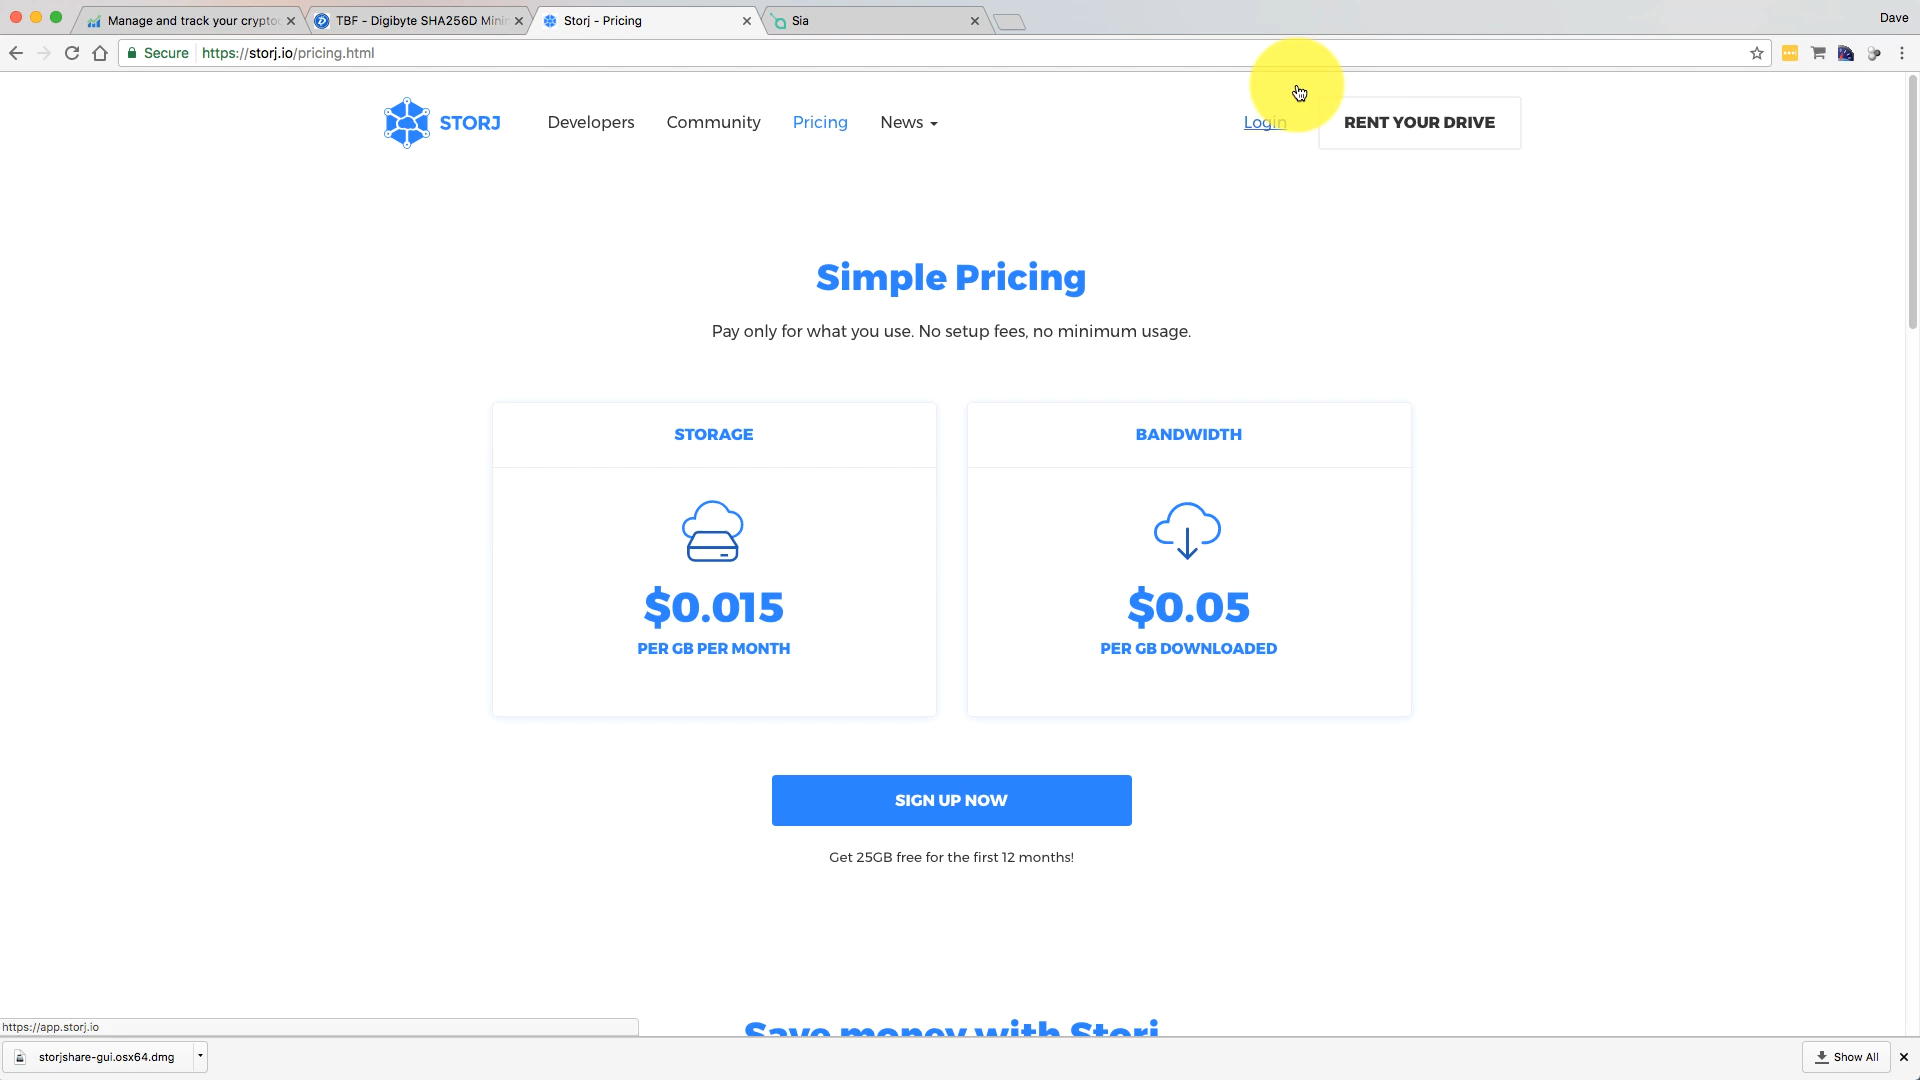 Manage and track your crypto
TBF - Digibyte SHA256D Mini
Storj - Pricing
Sia
Dave
Secure
https://storj.io/pricing.html
STORJ
Developers
Community
Pricing
News
Login
RENT YOUR DRIVE
Simple Pricing
Pay only for what you use. No setup fees, no minimum usage.
STORAGE
BANDWIDTH
$0.015
$0.05
PER GB PER MONTH
PER GB DOWNLOADED
SIGN UP NOW
Get 25GB free for the first 12 months!
Save money with Storj
https://app.storj.io
storjshare-gui.osx64.dmg
Show All